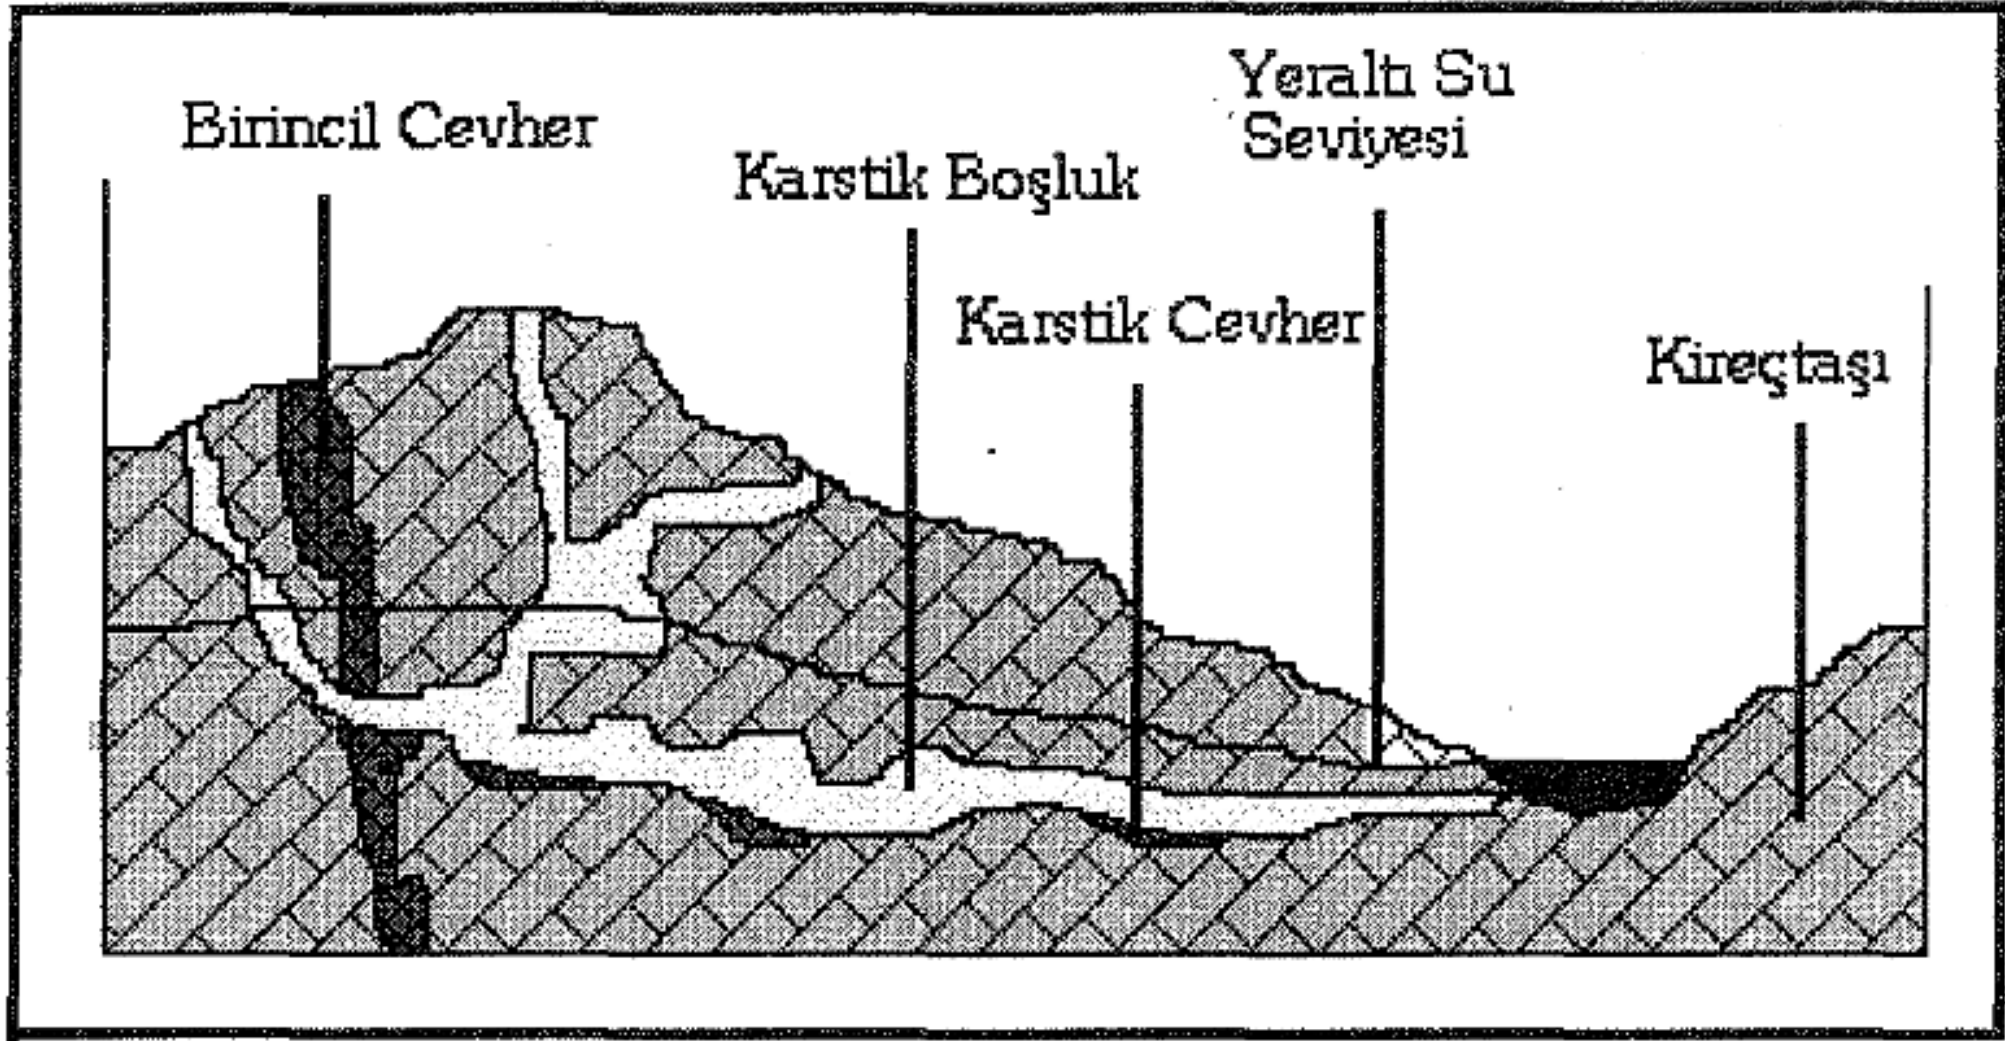 Birincil Cevher
Karstik Boşluk
Yeraltı Su
Seviyesi
Karstik Cevher
Kireçtaşı